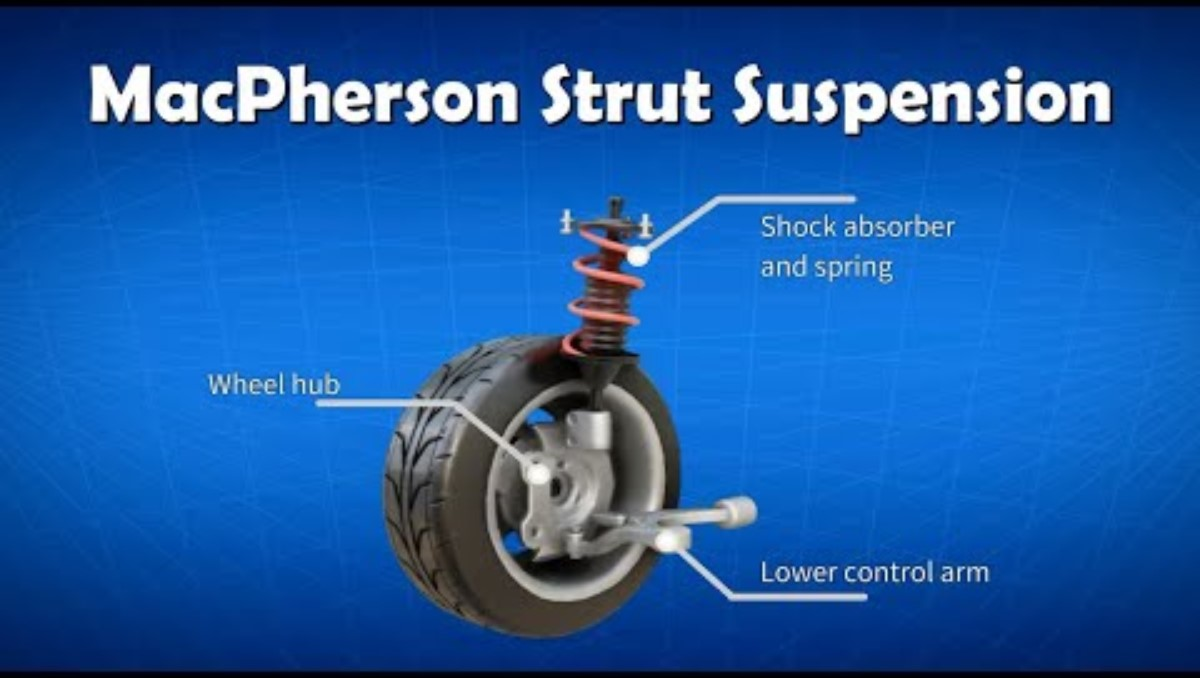 MacPherson Strut Suspension
Shock absorber
and spring
Wheel hub
Lower control arm